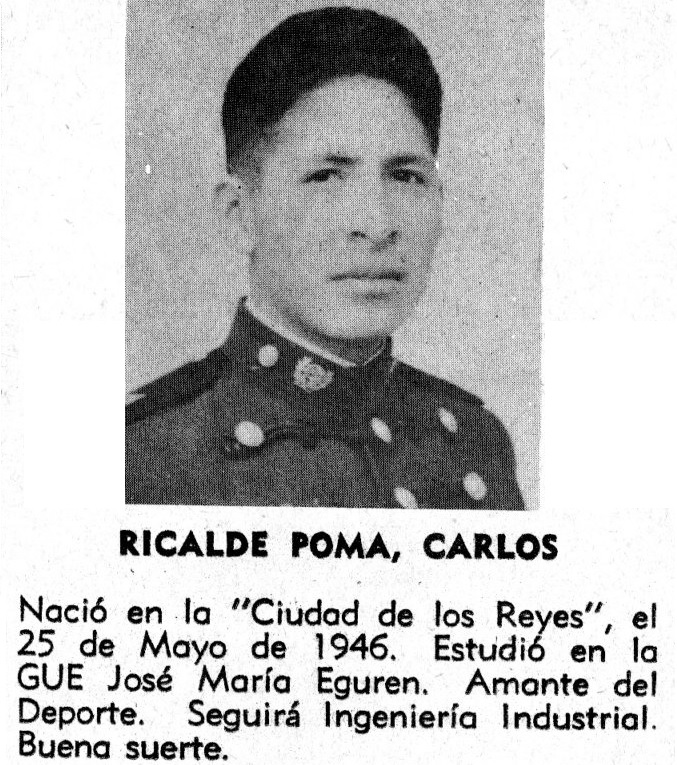 RICALDE POMA, CARLOS
Nació en la "Ciudad de los Reyes", el
25 de Mayo de 1946. Estudió en la
GUE José María Eguren. Amante del
Deporte. Seguirá Ingeniería Industrial.
Buena suerte.